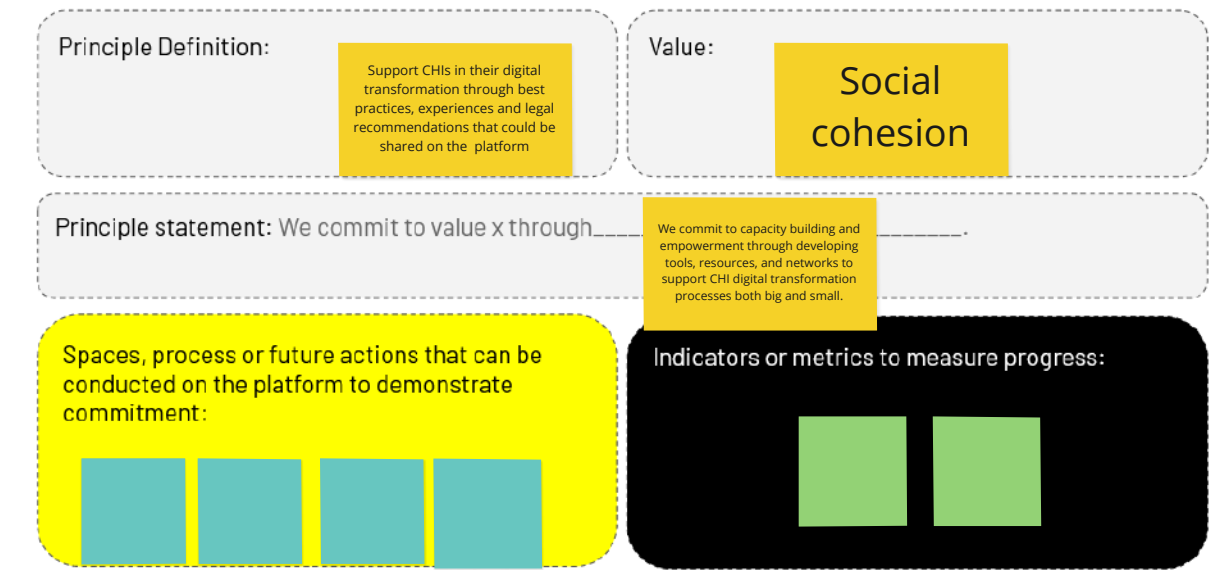 Principle Definition:
Support CHIs in their digital
transformation through best
practices, experiences and legal
recommendations that could be
shared on the platform
Value:
Social
cohesion
Principle statement: We commit to value x through____ _______.
We commit to capacity building and
empowerment through developing
tools, resources, and networks to
support CHI digital transformation
processes both big and small.
Spaces, process or future actions that can be
conducted on the platform to demonstrate
commitment:
Indicators or metrics to measure progress: